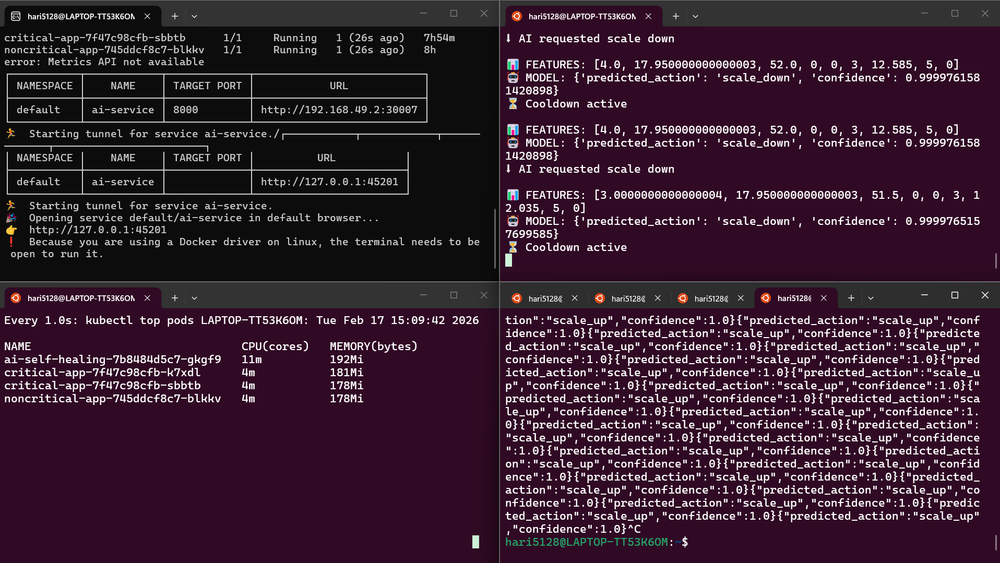 hari5128@LAPTOP-TT53K6OM
critical-app-7f47c98cfb-sbbtb 1/1 Running 1 (26s ago) 7h54m
noncritical-app-745ddcf8c7-blkkv 1/1 Running 1 (26s ago) 8h
error: Metrics API not available
NAMESPACE NAME TARGET PORT URL
default ai-service 8000 http://192.168.49.2:30007
🏃 Starting tunnel for service ai-service./
NAMESPACE NAME TARGET PORT URL
default ai-service http://127.0.0.1:45201
🏃 Starting tunnel for service ai-service.
🎉 Opening service default/ai-service in default browser...
👉 http://127.0.0.1:45201
❗ Because you are using a Docker driver on linux, the terminal needs to be
open to run it.
hari5128@LAPTOP-TT53K6OM
⬇ AI requested scale down
📊 FEATURES: [4.0, 17.950000000000003, 52.0, 0, 0, 3, 12.585, 5, 0]
🤖 MODEL: {'predicted_action': 'scale_down', 'confidence': 0.999976158
1420898}
⏳ Cooldown active
📊 FEATURES: [4.0, 17.950000000000003, 52.0, 0, 0, 3, 12.585, 5, 0]
🤖 MODEL: {'predicted_action': 'scale_down', 'confidence': 0.999976158
1420898}
⬇ AI requested scale down
📊 FEATURES: [3.0000000000000004, 17.950000000000003, 51.5, 0, 0, 3, 1
2.035, 5, 0]
🤖 MODEL: {'predicted_action': 'scale_down', 'confidence': 0.999976515
7699585}
⏳ Cooldown active
hari5128@LAPTOP-TT53K6OM
Every 1.0s: kubectl top pods LAPTOP-TT53K6OM: Tue Feb 17 15:09:42 2026
NAME CPU(cores) MEMORY(bytes)
ai-self-healing-7b8484d5c7-gkgf9 11m 192Mi
critical-app-7f47c98cfb-k7xdl 4m 181Mi
critical-app-7f47c98cfb-sbbtb 4m 178Mi
noncritical-app-745ddcf8c7-blkkv 4m 178Mi
hari5128@ hari5128@ hari5128@ hari5128@
tion":"scale_up","confidence":1.0}{"predicted_action":"scale_up","conf
idence":1.0}{"predicted_action":"scale_up","confidence":1.0}{"predicte
d_action":"scale_up","confidence":1.0}{"predicted_action":"scale_up","
confidence":1.0}{"predicted_action":"scale_up","confidence":1.0}{"pred
icted_action":"scale_up","confidence":1.0}{"predicted_action":"scale_u
p","confidence":1.0}{"predicted_action":"scale_up","confidence":1.0}{"
predicted_action":"scale_up","confidence":1.0}{"predicted_action":"sca
le_up","confidence":1.0}{"predicted_action":"scale_up","confidence":1.
0}{"predicted_action":"scale_up","confidence":1.0}{"predicted_action":
"scale_up","confidence":1.0}{"predicted_action":"scale_up","confidence
":1.0}{"predicted_action":"scale_up","confidence":1.0}{"predicted_acti
on":"scale_up","confidence":1.0}{"predicted_action":"scale_up","confid
ence":1.0}{"predicted_action":"scale_up","confidence":1.0}{"predicted_
action":"scale_up","confidence":1.0}{"predicted_action":"scale_up","co
nfidence":1.0}{"predicted_action":"scale_up","confidence":1.0}{"predic
ted_action":"scale_up","confidence":1.0}{"predicted_action":"scale_up"
,"confidence":1.0}^C
hari5128@LAPTOP-TT53K6OM:~$